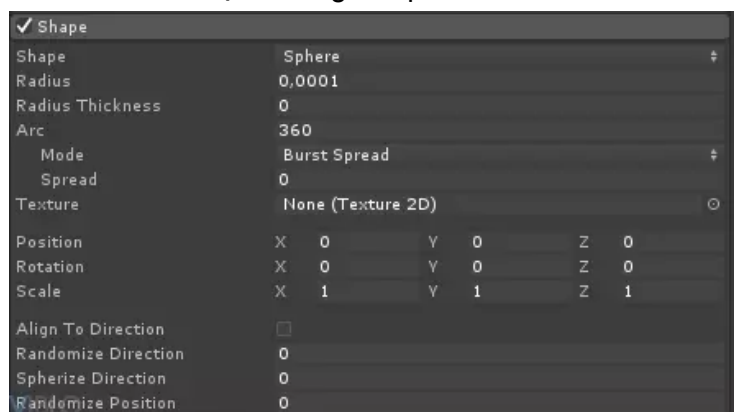 Shape
Shape Sphere
Radius 0,0001
Radius Thickness 0
Arc 360
Mode Burst Spread
Spread 0
Texture None (Texture 2D)
Position X 0 Y 0 Z 0
Rotation X 0 Y 0 Z 0
Scale X 1 Y 1 Z 1
Align To Direction
Randomize Direction 0
Spherize Direction 0
Randomize Position 0